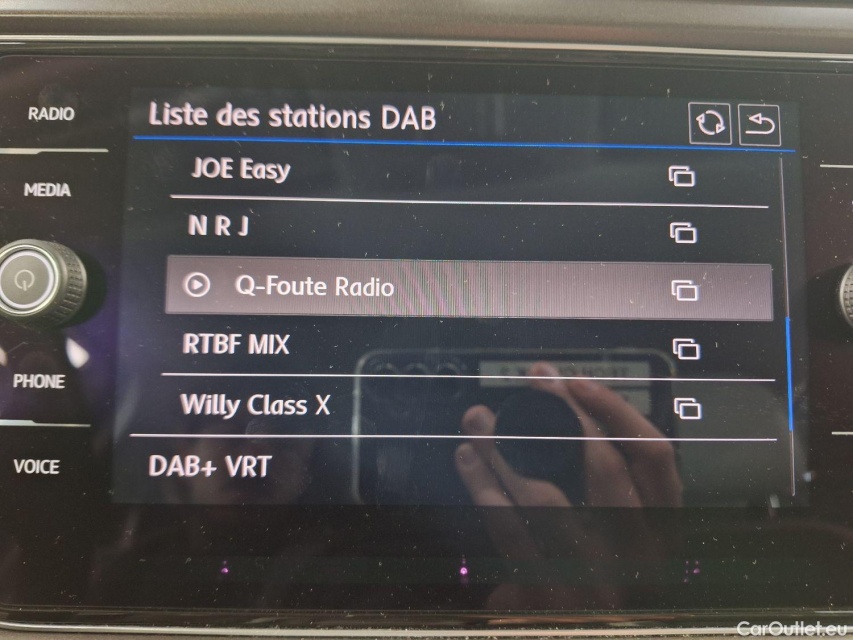 RADIO
MEDIA
PHONE
VOICE
Liste des stations DAB
JOE Easy
N R J
Q-Foute Radio
RTBF MIX
Willy Class X
DAB+ VRT
CarOutlet.eu